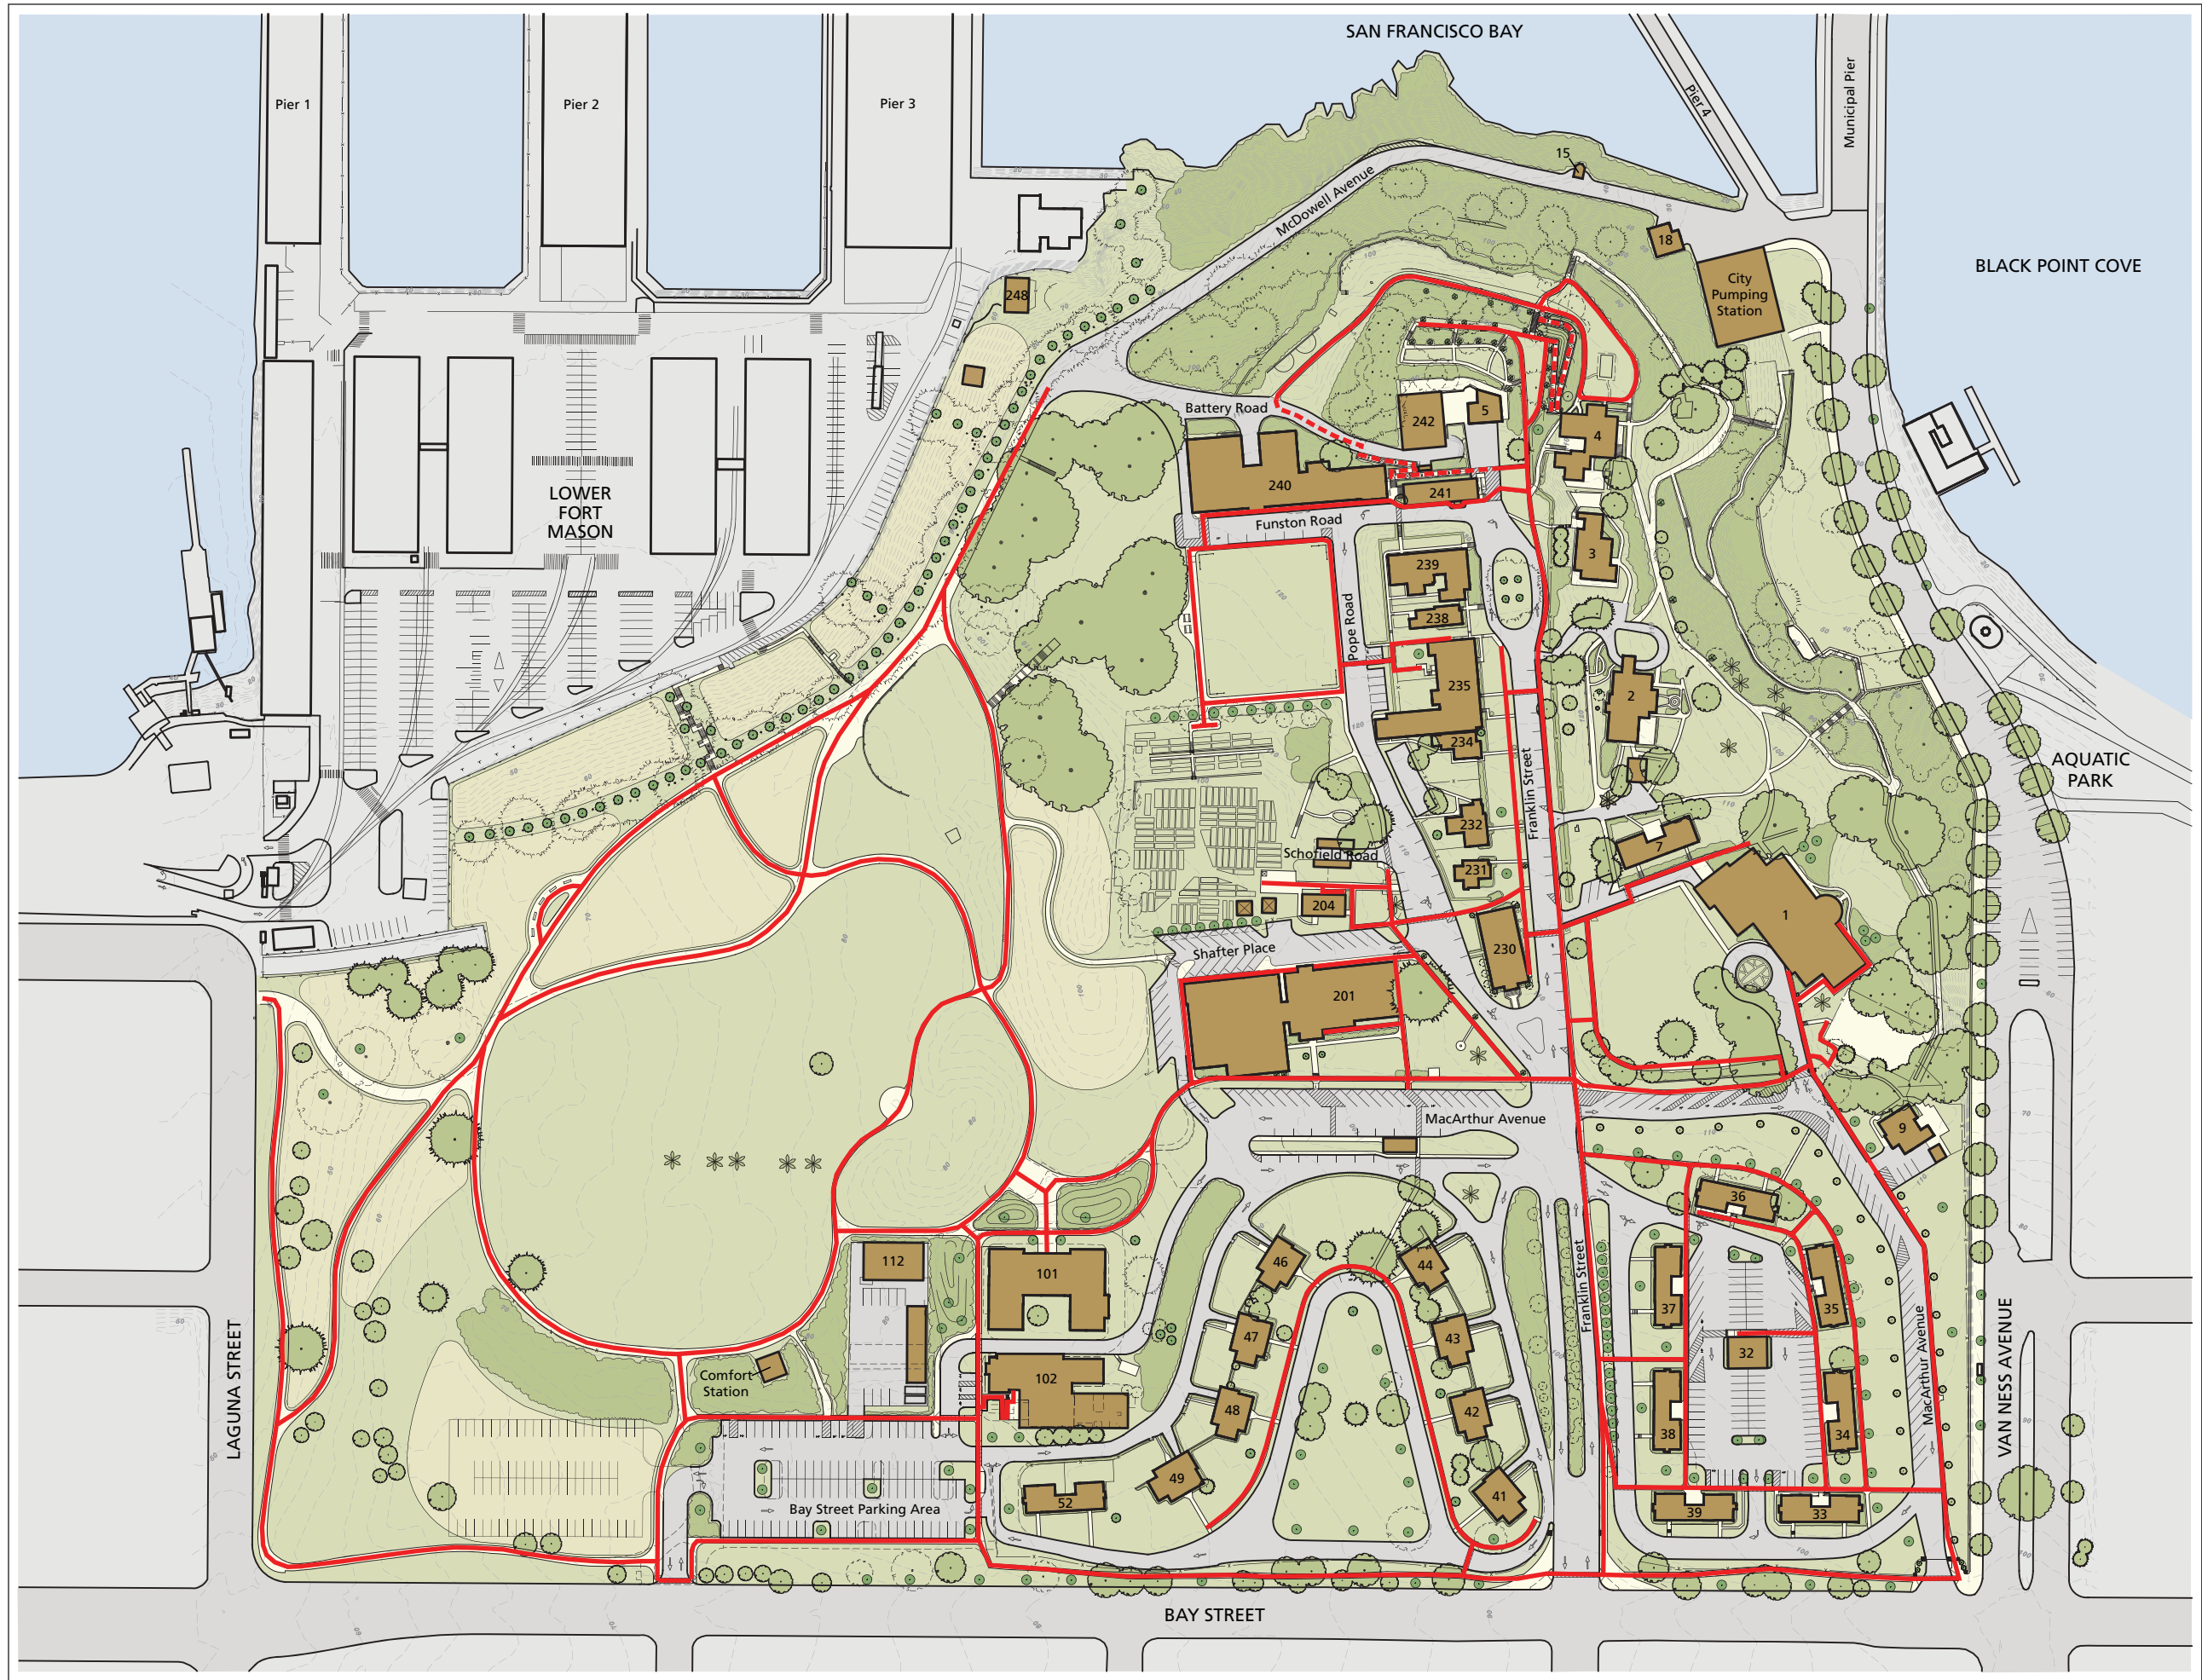 SAN FRANCISCO BAY
Pier 1
Pier 2
Pier 3
Pier 4
Municipal Pier
15
McDowell Avenue
18
BLACK POINT COVE
City
Pumping
Station
248
Battery Road
242
5
4
240
241
LOWER
FORT
MASON
Funston Road
3
239
238
Pope Road
235
2
234
Franklin Street
AQUATIC
PARK
232
Schofield Road
7
231
204
1
230
Shafter Place
201
MacArthur Avenue
9
36
46
44
112
101
37
35
47
43
Franklin Street
32
MacArthur Avenue
VAN NESS AVENUE
LAGUNA STREET
Comfort
Station
102
48
42
38
34
49
41
52
39
33
Bay Street Parking Area
BAY STREET